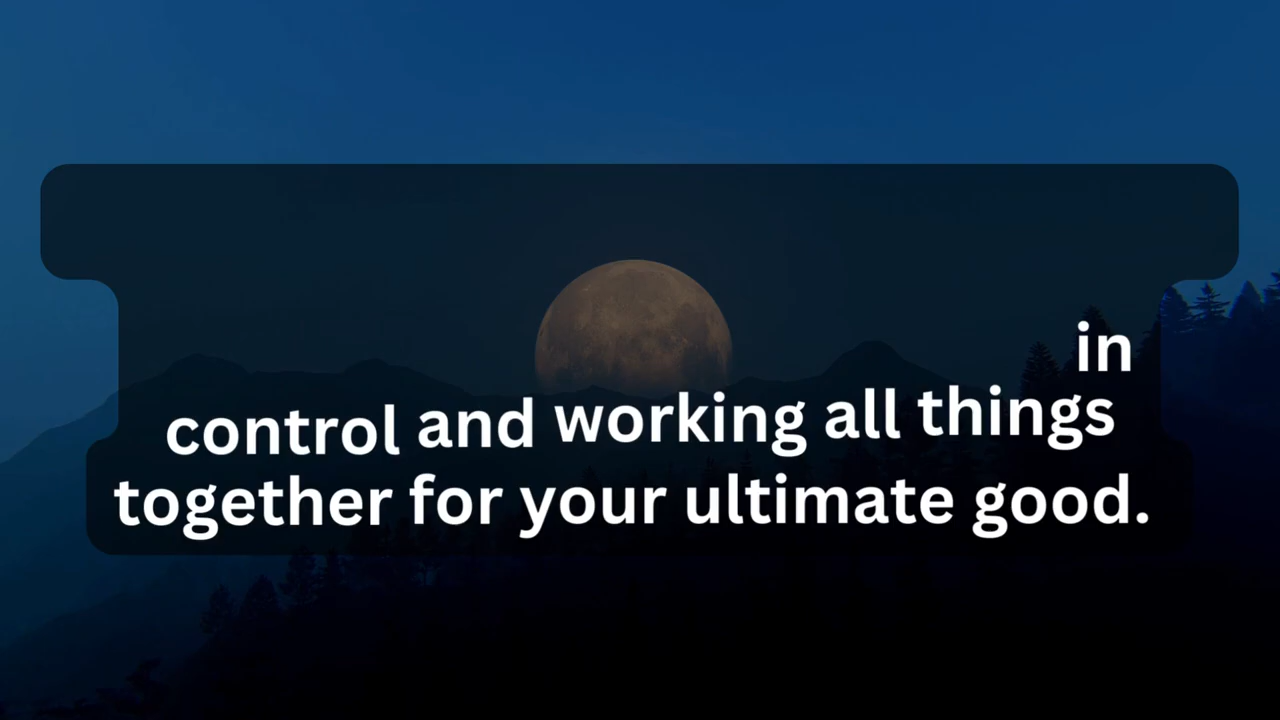 in
control and working all things
together for your ultimate good.